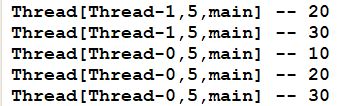 Thread[Thread-1,5,main] -- 20
Thread[Thread-1,5,main] -- 30
Thread[Thread-0,5,main] -- 10
Thread[Thread-0,5,main] -- 20
Thread[Thread-0,5,main] -- 30